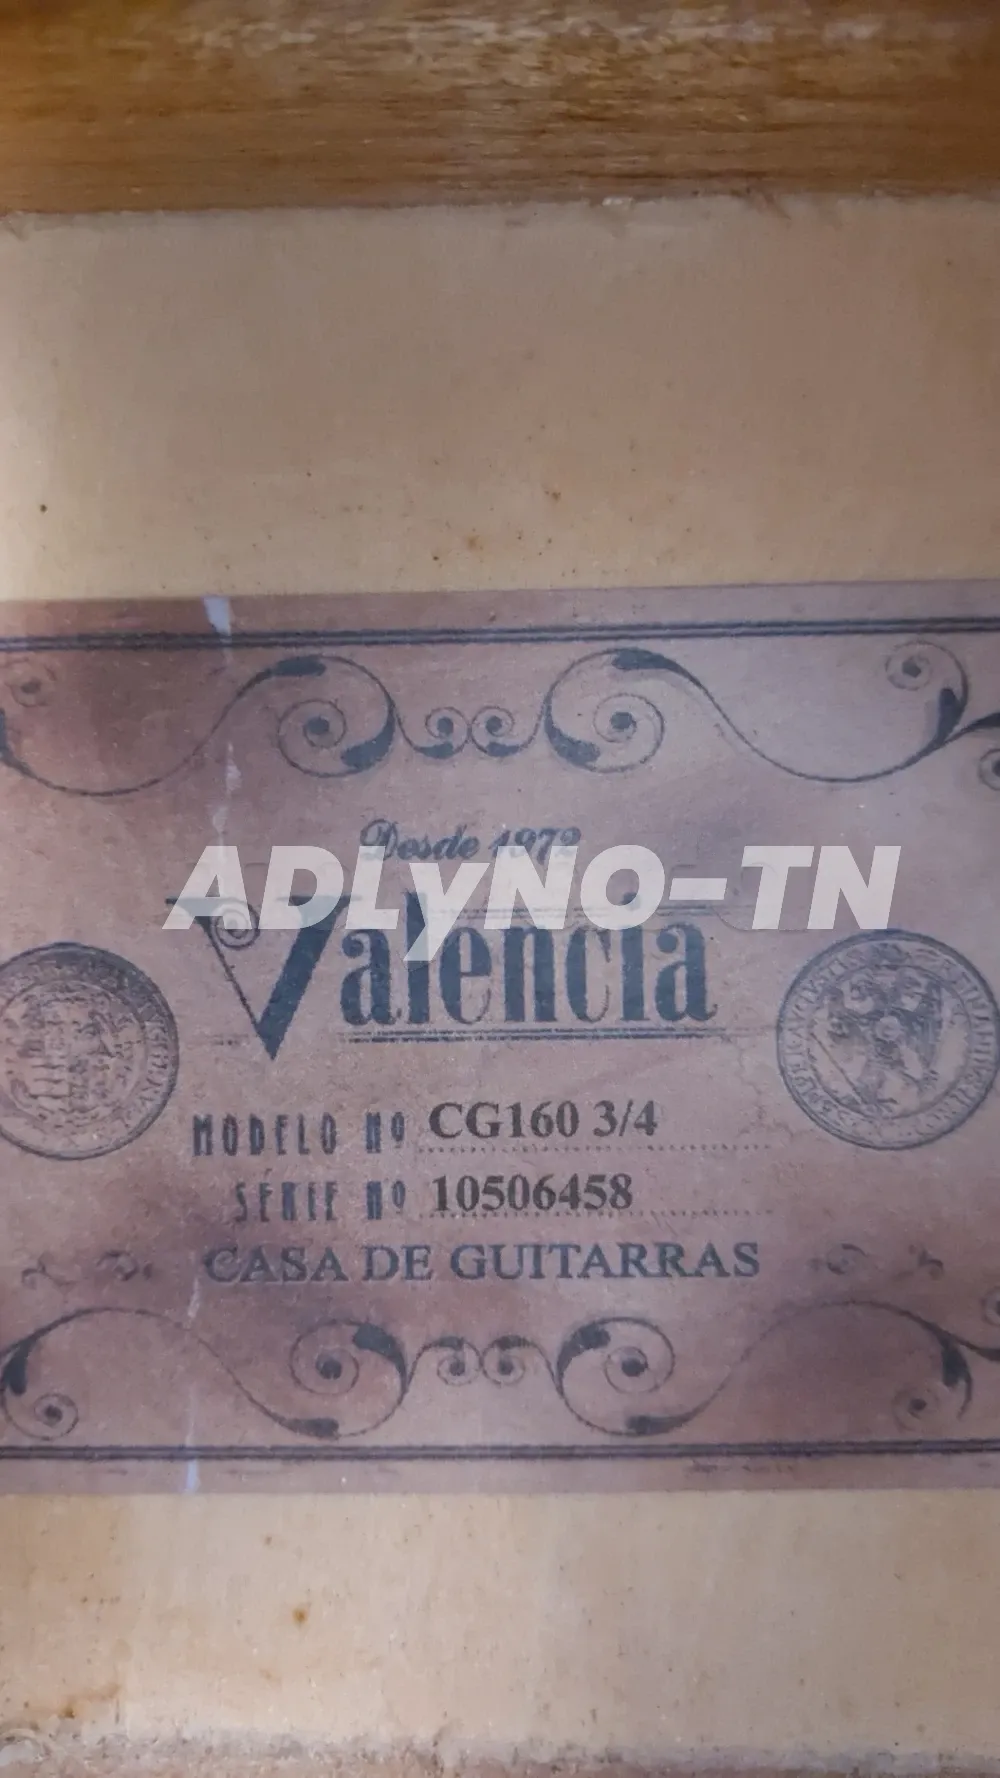 Desde 1972
ADLyNO-TN
Valencia
MODELO Nº CG160 3/4
SERIE Nº 10506458
CASA DE GUITARRAS